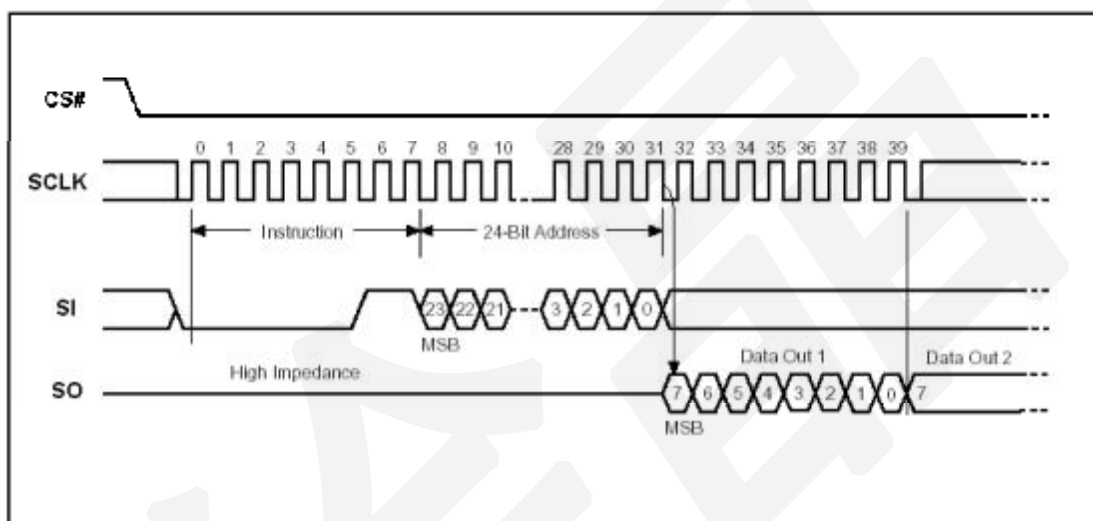 CS#
0 1 2 3 4 5 6 7 8 9 10 28 29 30 31 32 33 34 35 36 37 38 39
SCLK
Instruction 24-Bit Address
SI 23 22 21 3 2 1 0
MSB Data Out 1 Data Out 2
High Impedance
SO 7 6 5 4 3 2 1 0 7
MSB